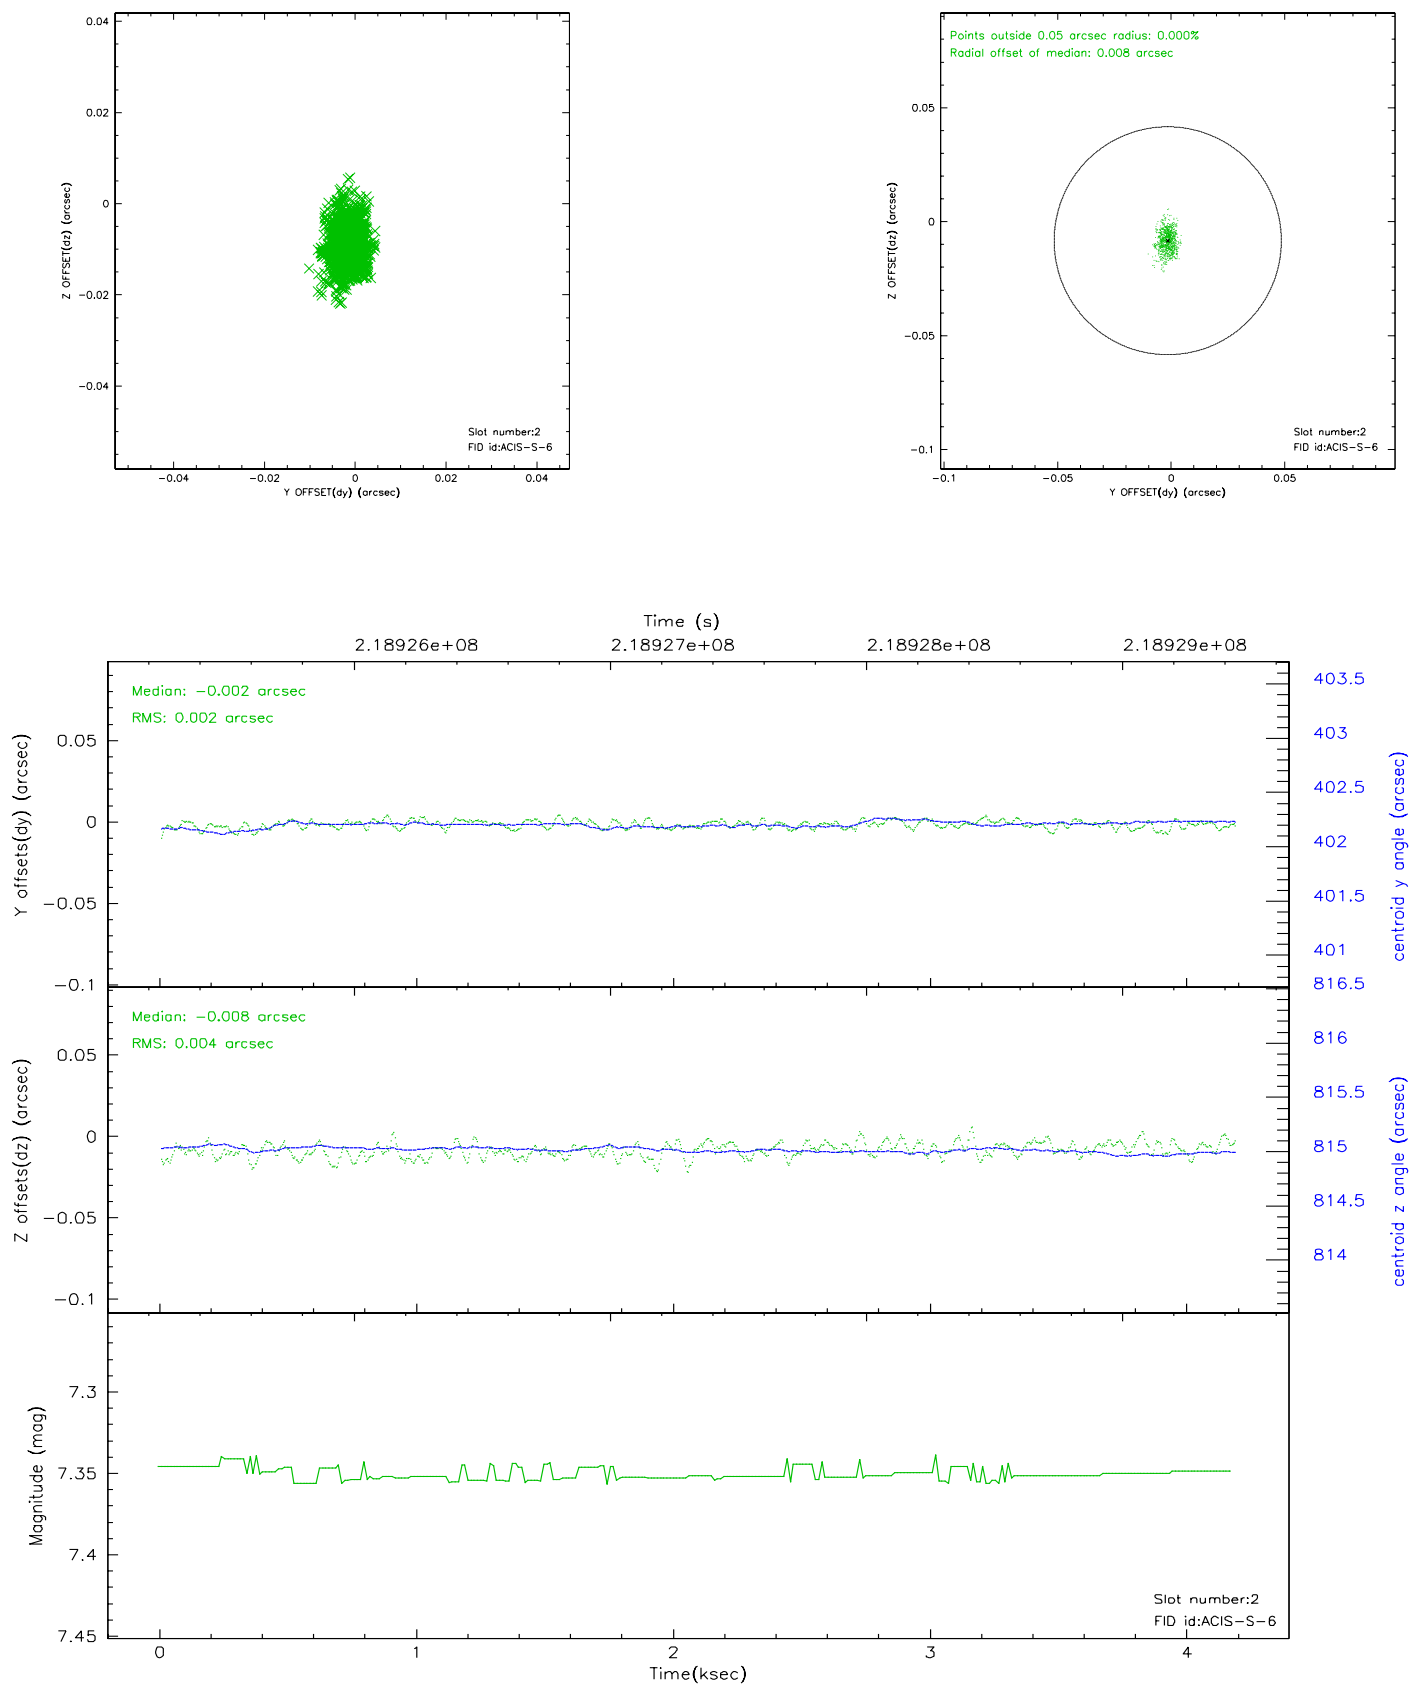 0.04
0.02
0
-0.02
-0.04
Z OFFSET(dz) (arcsec)
Slot number:2
FID id:ACIS-S-6
-0.04 -0.02 0 0.02 0.04
Y OFFSET(dy) (arcsec)
Points outside 0.05 arcsec radius: 0.000%
Radial offset of median: 0.008 arcsec
0.05
0
-0.05
-0.1
Z OFFSET(dz) (arcsec)
Slot number:2
FID id:ACIS-S-6
-0.1 -0.05 0 0.05
Y OFFSET(dy) (arcsec)
Time (s)
2.18926e+08 2.18927e+08 2.18928e+08 2.18929e+08
Median: -0.002 arcsec
RMS: 0.002 arcsec
0.05
0
-0.05
-0.1
Y offsets(dy) (arcsec)
403.5
403
402.5
402
401.5
401
centroid y angle (arcsec)
Median: -0.008 arcsec
RMS: 0.004 arcsec
0.05
0
-0.05
-0.1
Z offsets(dz) (arcsec)
816.5
816
815.5
815
814.5
814
centroid z angle (arcsec)
7.3
7.35
7.4
7.45
Magnitude (mag)
Slot number:2
FID id:ACIS-S-6
0 1 2 3 4
Time(ksec)